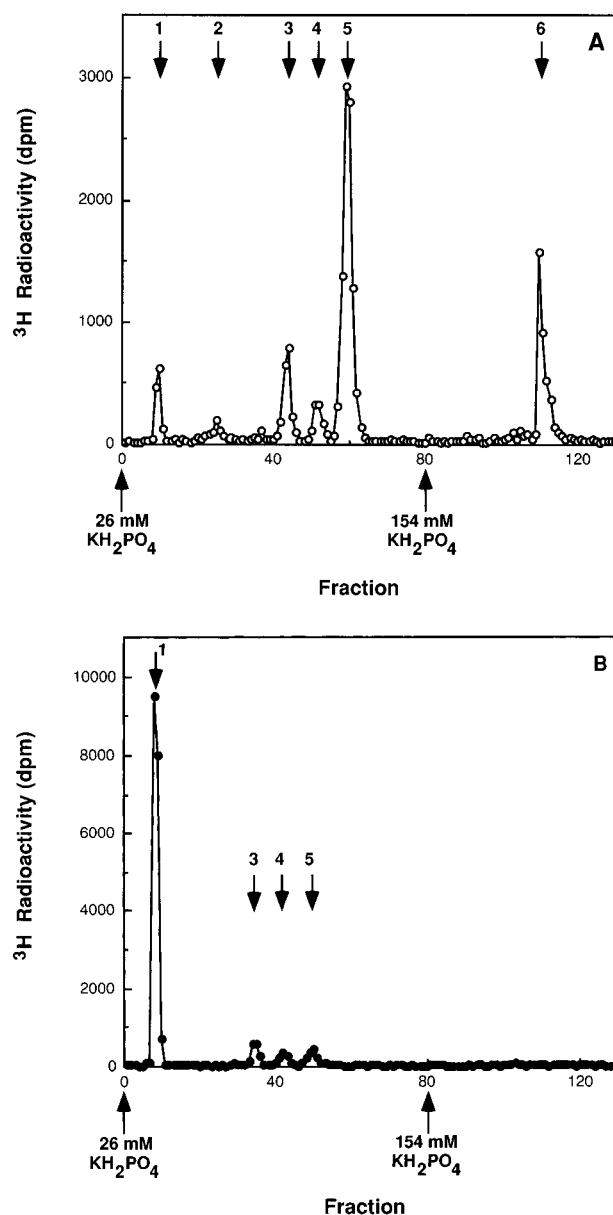 1 2 3 4 5 6
A
3000
2000
1000
0
³H Radioactivity (dpm)
0 40 80 120
26 mM
KH₂PO₄
154 mM
KH₂PO₄
Fraction
B
1
10000
8000
6000
4000
2000
0
³H Radioactivity (dpm)
3 4 5
0 40 80 120
26 mM
KH₂PO₄
154 mM
KH₂PO₄
Fraction